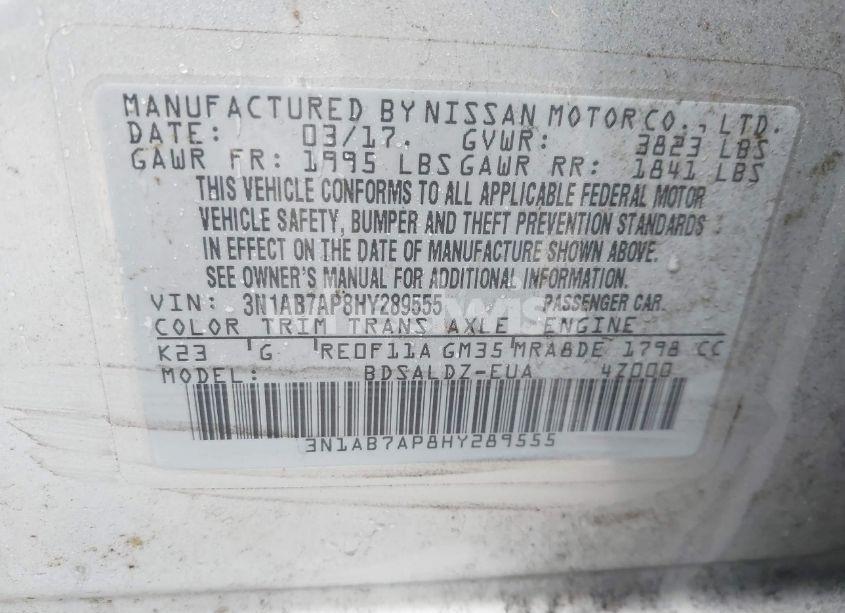 MANUFACTURED BY NISSAN MOTOR CO., LTD.
DATE: 03/17. GVWR: 3823 LBS
GAWR FR: 1995 LBS GAWR RR: 1841 LBS
THIS VEHICLE CONFORMS TO ALL APPLICABLE FEDERAL MOTOR
VEHICLE SAFETY, BUMPER AND THEFT PREVENTION STANDARDS
IN EFFECT ON THE DATE OF MANUFACTURE SHOWN ABOVE.
SEE OWNER'S MANUAL FOR ADDITIONAL INFORMATION.
VIN: 3N1AB7AP8HY289555 PASSENGER CAR.
COLOR TRIM TRANS AXLE ENGINE
K23 G RE0F11A GM35 MRA8DE 1798 CC
MODEL: BDSALDZ-EUA 4Z000
3N1AB7AP8HY289555